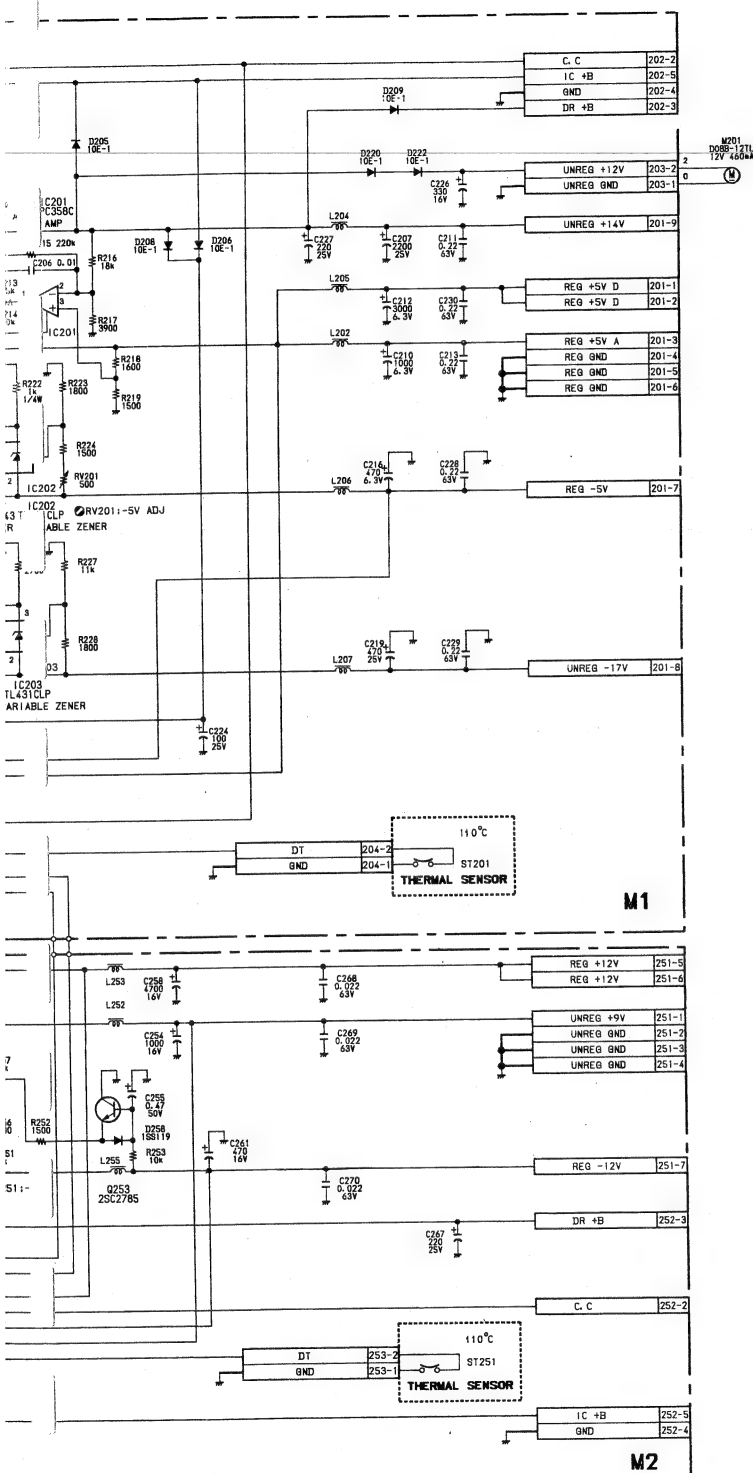 C. C 202-2
IC +B 202-5
GND 202-4
DR +B 202-3
D209
10E-1
D205
10E-1
D220
10E-1
D222
10E-1
M201
D08B-12TL
12V 460mA
2
0
M
UNREG +12V 203-2
UNREG GND 203-1
C226
330
16V
IC201
PC358C
AMP
15 220k
D208
10E-1
D206
10E-1
L204
C227
220
25V
C207
2200
25V
C211
0.22
63V
UNREG +14V 201-9
C206 0.01
R216
18k
L205
C212
3000
6.3V
C230
0.22
63V
REG +5V D 201-1
REG +5V D 201-2
1
2
3
IC201
R217
3900
L202
C210
1000
6.3V
C213
0.22
63V
REG +5V A 201-3
REG GND 201-4
REG GND 201-5
REG GND 201-6
R218
1600
R219
1500
R222
1k
1/4W
R223
1800
R224
1500
RV201
500
2
IC202
IC202
CLP
RV201:-5V ADJ
ABLE ZENER
L206
C216
470
6.3V
C228
0.22
63V
REG -5V 201-7
R227
11k
3
R228
1800
2
03
IC203
TL431CLP
ARIABLE ZENER
L207
C219
470
25V
C229
0.22
63V
UNREG -17V 201-8
C224
100
25V
DT 204-2
GND 204-1
110°C
ST201
THERMAL SENSOR
M1
L253
C258
4700
16V
C268
0.022
63V
REG +12V 251-5
REG +12V 251-6
L252
C254
1000
16V
C269
0.022
63V
UNREG +9V 251-1
UNREG GND 251-2
UNREG GND 251-3
UNREG GND 251-4
R252
1500
C255
0.47
50V
D258
1SS119
R253
10k
L255
Q253
2SC2785
C261
470
16V
C270
0.022
63V
REG -12V 251-7
C267
220
25V
DR +B 252-3
C. C 252-2
DT 253-2
GND 253-1
110°C
ST251
THERMAL SENSOR
IC +B 252-5
GND 252-4
M2